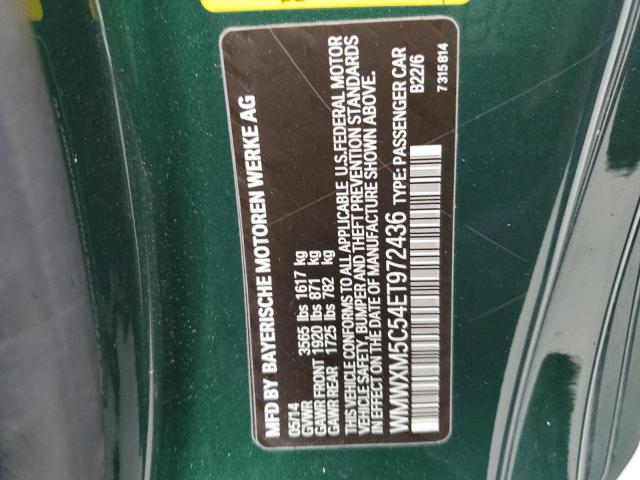 MFD BY BAYERISCHE MOTOREN WERKE AG
05/14
GVWR 3565 lbs 1617 kg
GAWR FRONT 1920 lbs 871 kg
GAWR REAR 1725 lbs 782 kg
THIS VEHICLE CONFORMS TO ALL APPLICABLE U.S. FEDERAL MOTOR
VEHICLE SAFETY, BUMPER AND THEFT PREVENTION STANDARDS
IN EFFECT ON THE DATE OF MANUFACTURE SHOWN ABOVE.
WMWXM5C54ET972436 TYPE: PASSENGER CAR
B22/6
7 315 814